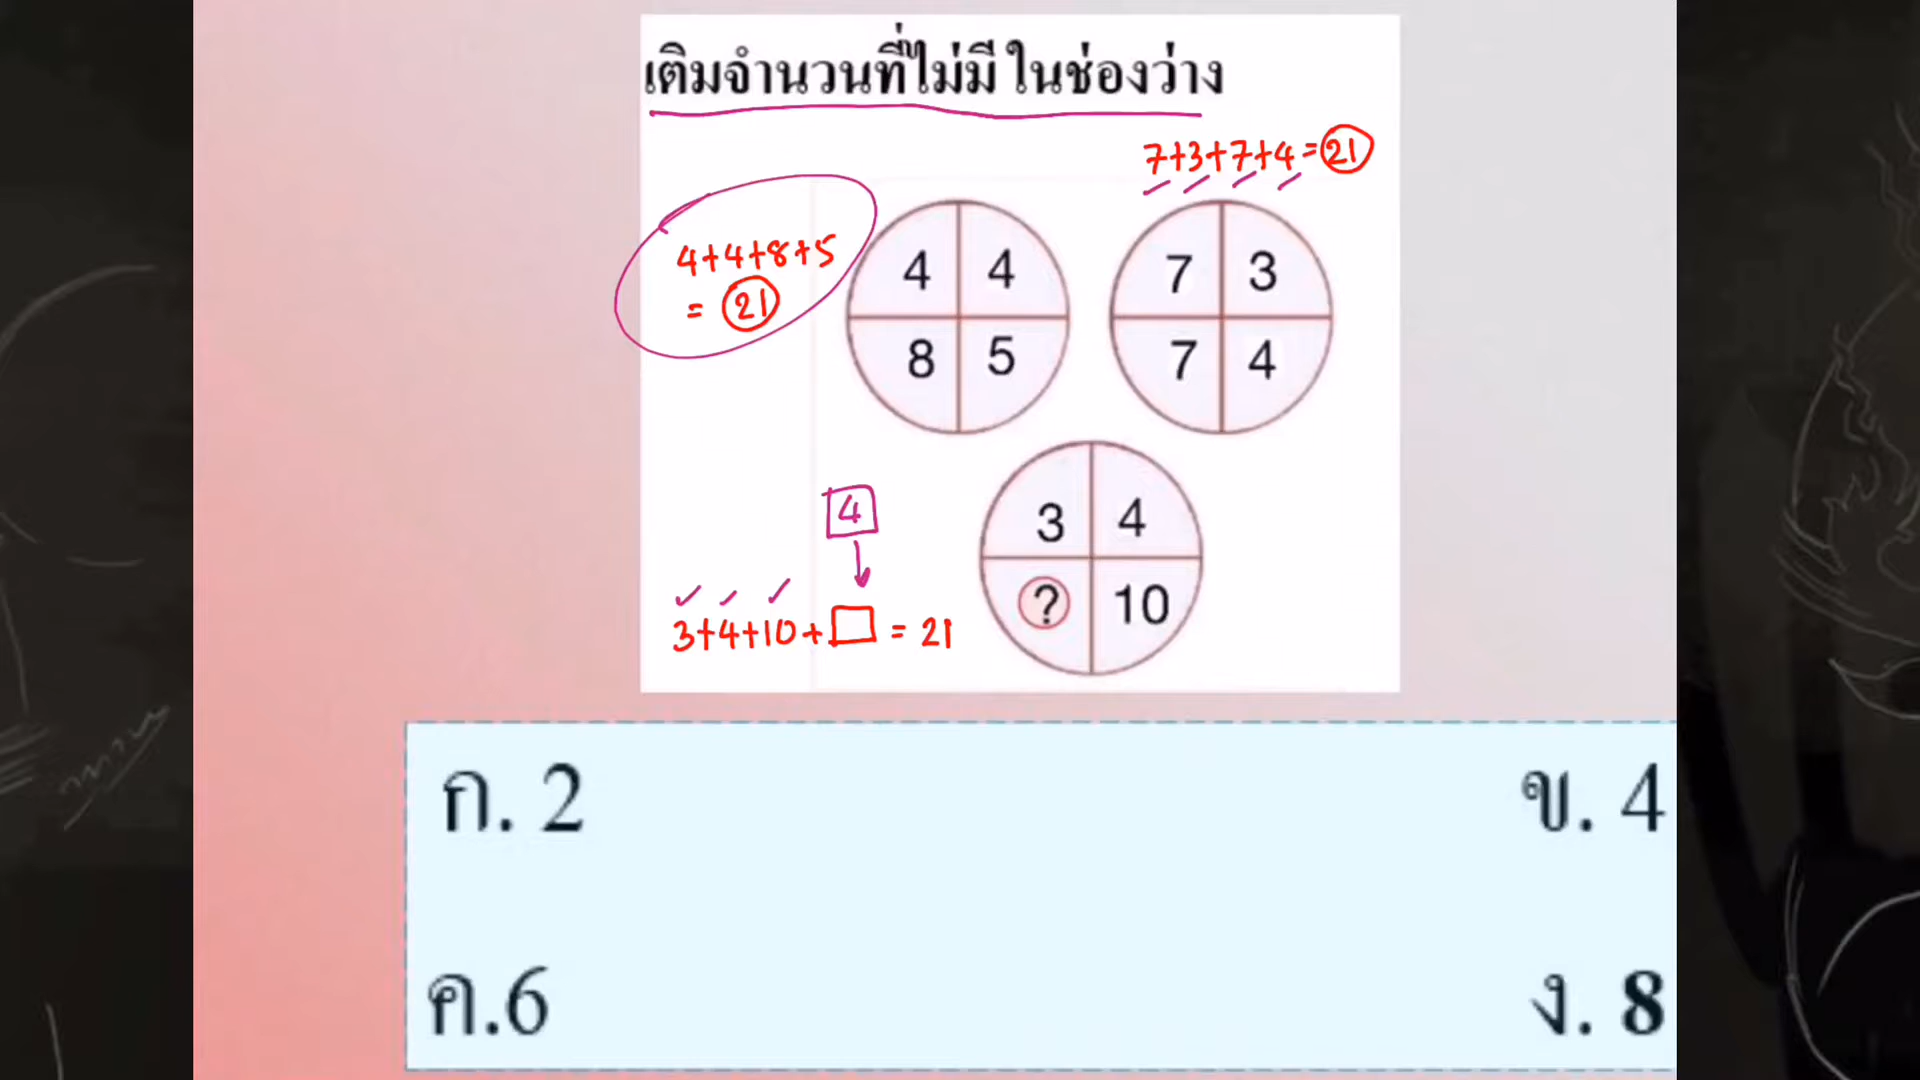 เติมจำนวนที่ไม่มี ในช่องว่าง
7+3+7+4=21
4+4+8+5
= 21
4 4
8 5
7 3
7 4
4
3 4
? 10
3+4+10+□ = 21
ก. 2
ข. 4
ค.6
ง. 8